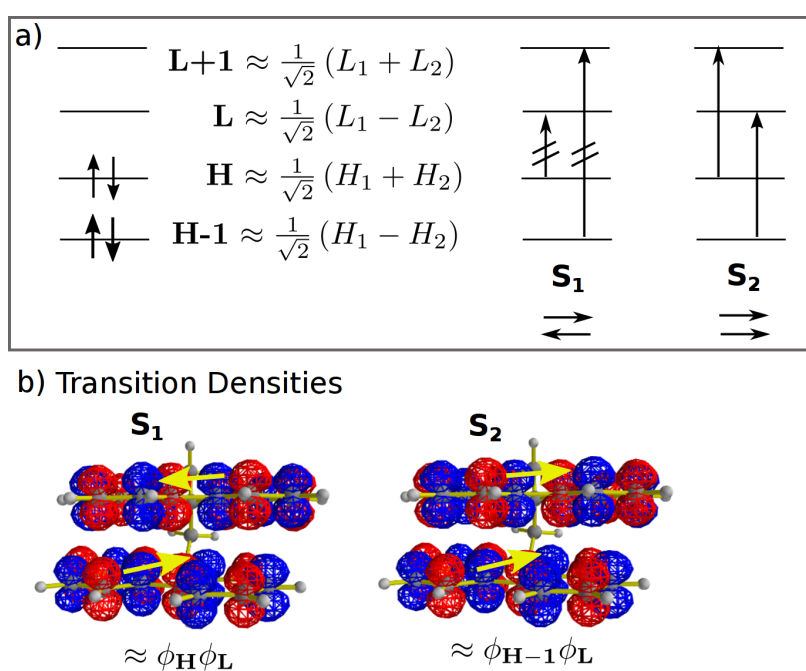 a)
L+1 ≈ 1/√2 (L₁ + L₂)
L ≈ 1/√2 (L₁ − L₂)
H ≈ 1/√2 (H₁ + H₂)
H-1 ≈ 1/√2 (H₁ − H₂)
S₁ S₂
b) Transition Densities
S₁ S₂
≈ ϕ_H ϕ_L ≈ ϕ_H−1 ϕ_L